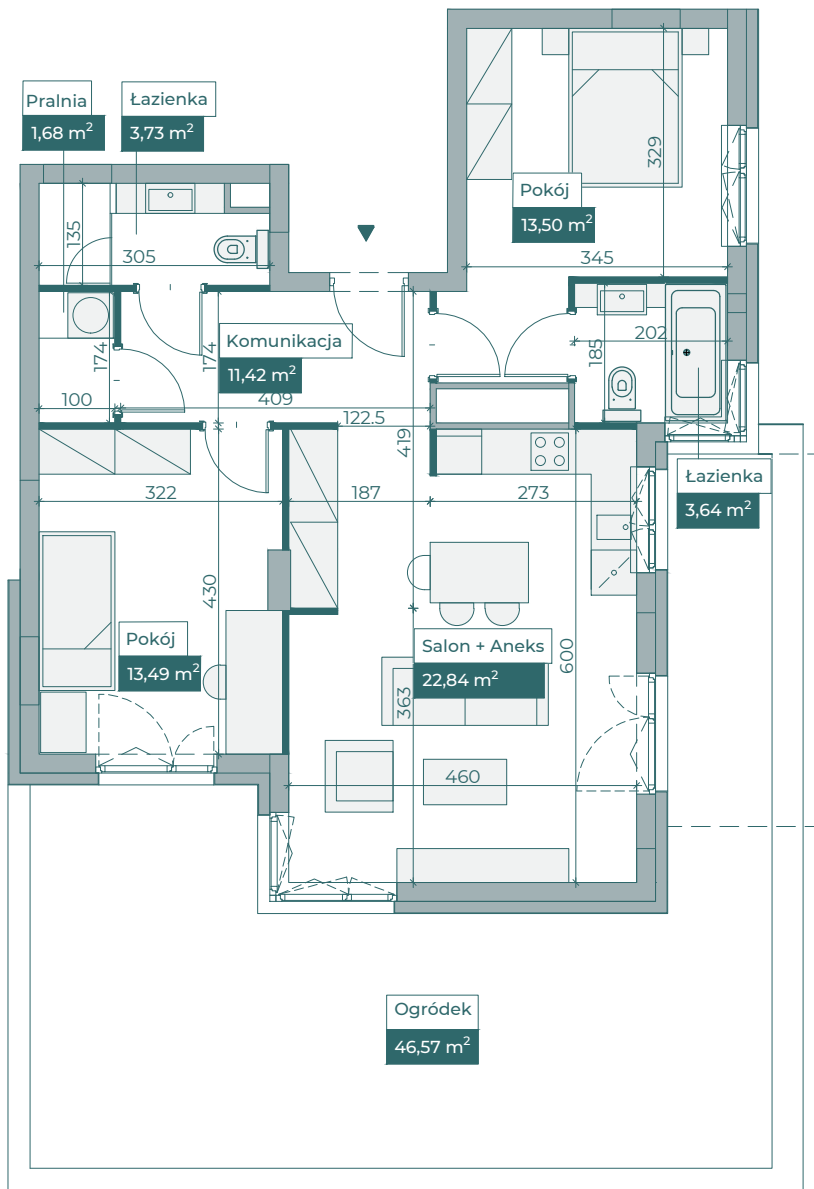 Pralnia
1,68 m²
Łazienka
3,73 m²
Pokój
13,50 m²
329
345
135
305
Komunikacja
11,42 m²
174
174
100
409
122.5
419
185
202
Łazienka
3,64 m²
322
187
273
430
Pokój
13,49 m²
Salon + Aneks
22,84 m²
600
363
460
Ogródek
46,57 m²